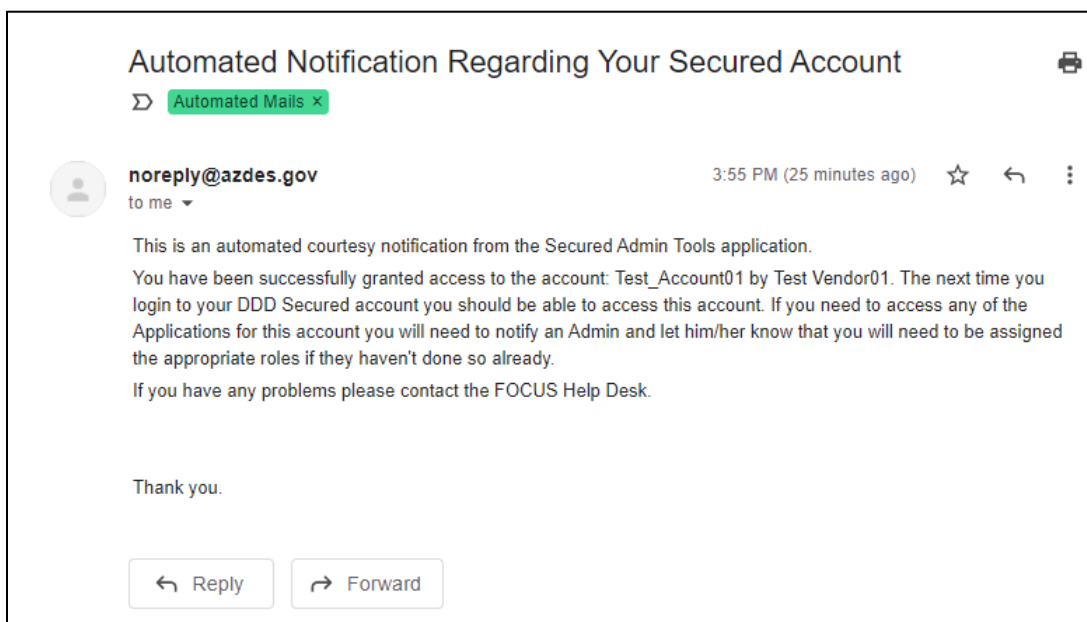 Automated Notification Regarding Your Secured Account
Automated Mails ×
noreply@azdes.gov
3:55 PM (25 minutes ago)
to me
This is an automated courtesy notification from the Secured Admin Tools application.
You have been successfully granted access to the account: Test_Account01 by Test Vendor01. The next time you
login to your DDD Secured account you should be able to access this account. If you need to access any of the
Applications for this account you will need to notify an Admin and let him/her know that you will need to be assigned
the appropriate roles if they haven't done so already.
If you have any problems please contact the FOCUS Help Desk.
Thank you.
Reply
Forward